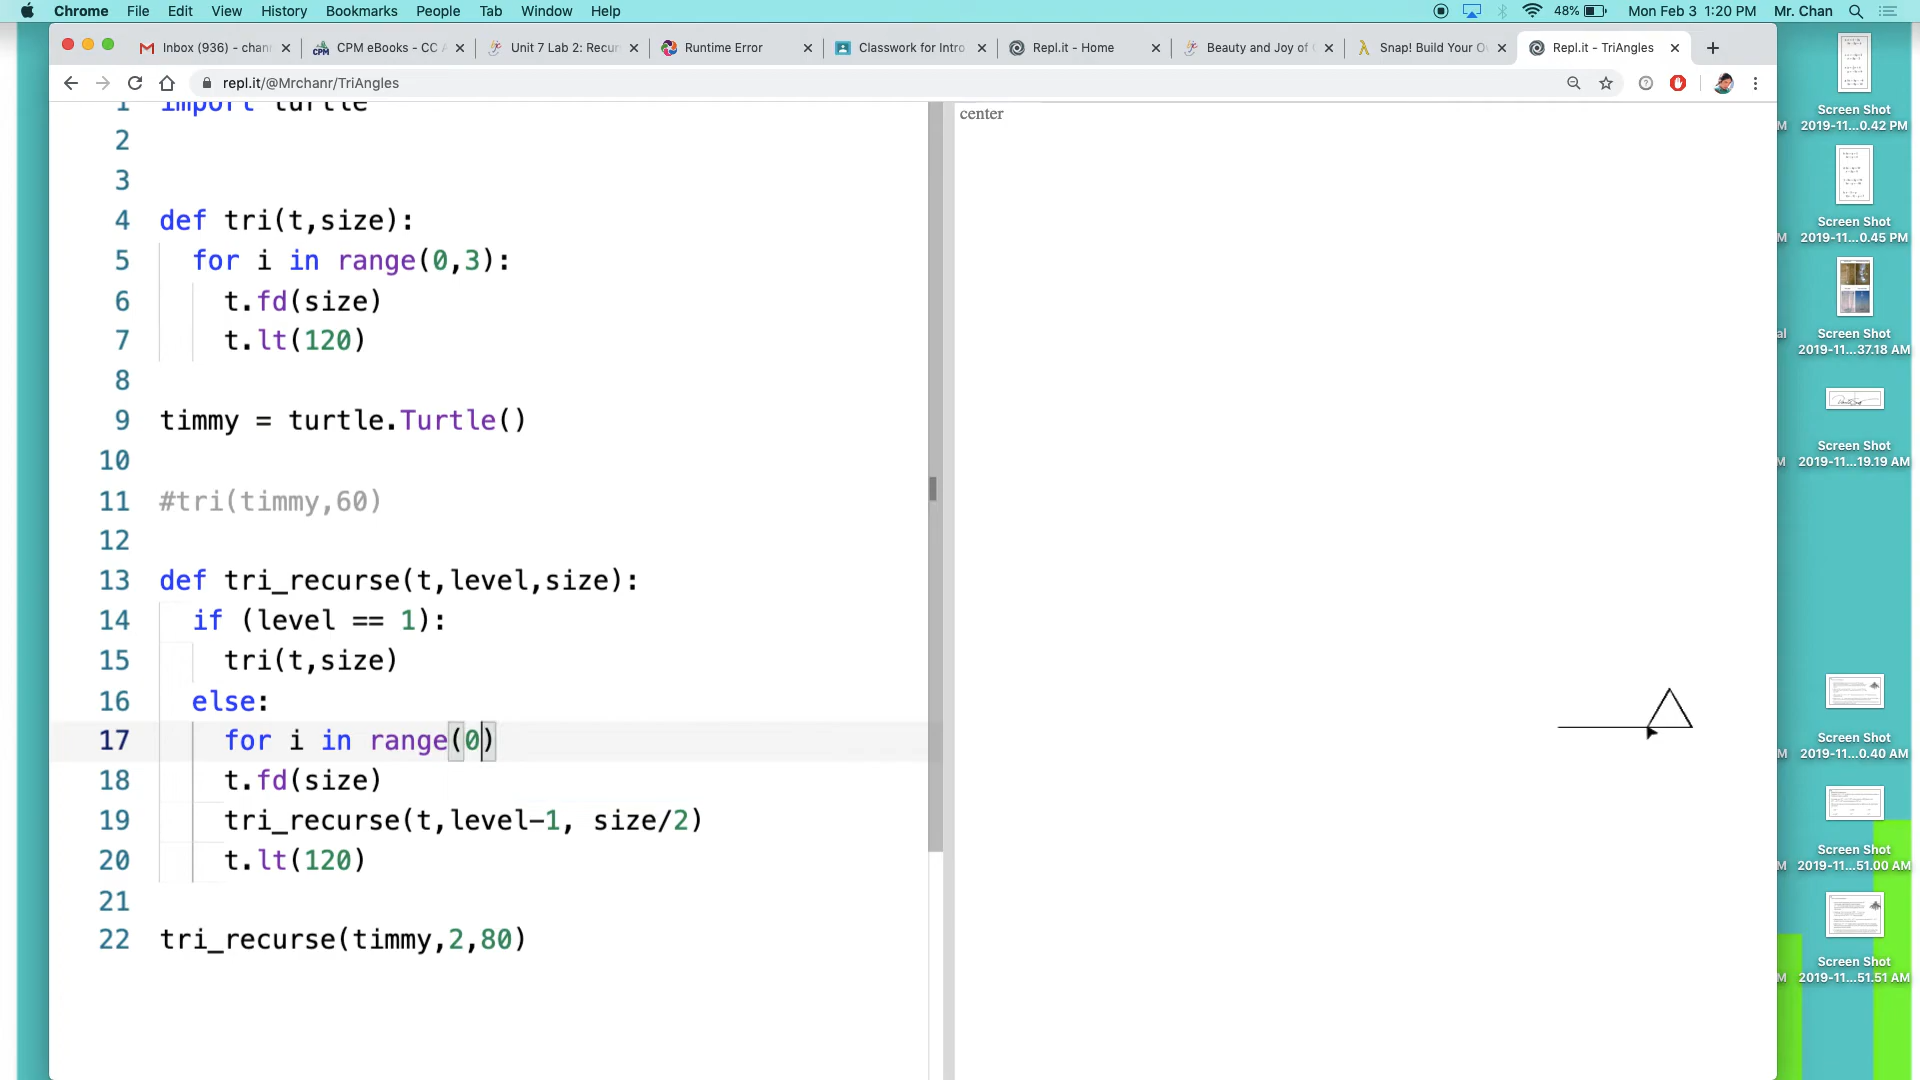 Chrome File Edit View History Bookmarks People Tab Window Help
48% Mon Feb 3 1:20 PM Mr. Chan
Inbox (936) - chan
CPM eBooks - CC
Unit 7 Lab 2: Recur
Runtime Error
Classwork for Intro
Repl.it - Home
Beauty and Joy of
Snap! Build Your O
Repl.it - TriAngles
repl.it/@Mrchanr/TriAngles
1 import turtle
2
3
4 def tri(t,size):
5 for i in range(0,3):
6 t.fd(size)
7 t.lt(120)
8
9 timmy = turtle.Turtle()
10
11 #tri(timmy,60)
12
13 def tri_recurse(t,level,size):
14 if (level == 1):
15 tri(t,size)
16 else:
17 for i in range(0)
18 t.fd(size)
19 tri_recurse(t,level-1, size/2)
20 t.lt(120)
21
22 tri_recurse(timmy,2,80)
center
Screen Shot
2019-11...0.42 PM
Screen Shot
2019-11...0.45 PM
Screen Shot
2019-11...37.18 AM
Screen Shot
2019-11...19.19 AM
Screen Shot
2019-11...0.40 AM
Screen Shot
2019-11...51.00 AM
Screen Shot
2019-11...51.51 AM